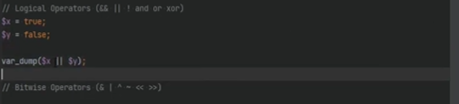 // Logical Operators (&& || ! and or xor)
$x = true;
$y = false;
var_dump($x || $y);
// Bitwise Operators (& | ^ ~ << >>)